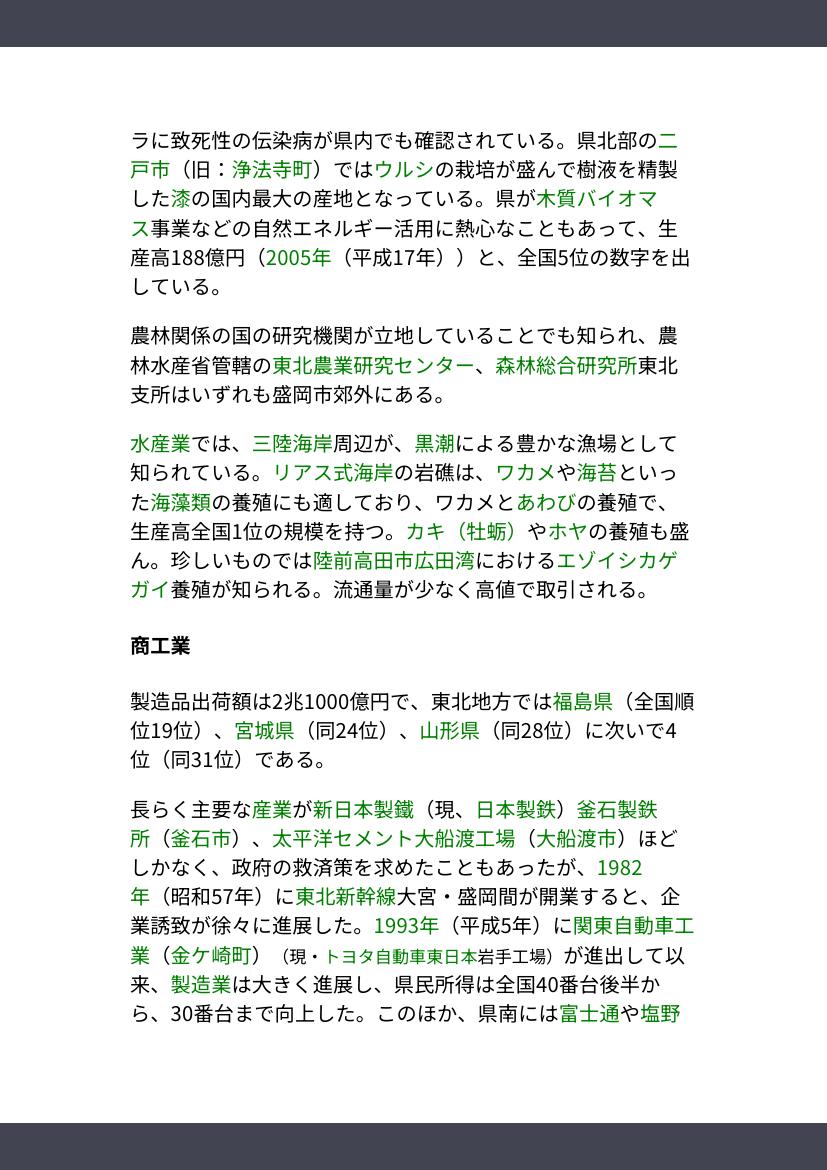 ラに致死性の伝染病が県内でも確認されている。県北部の二
戸市（旧：浄法寺町）ではウルシの栽培が盛んで樹液を精製
した漆の国内最大の産地となっている。県が木質バイオマ
ス事業などの自然エネルギー活用に熱心なこともあって、生
産高188億円（2005年（平成17年））と、全国5位の数字を出
している。
農林関係の国の研究機関が立地していることでも知られ、農
林水産省管轄の東北農業研究センター、森林総合研究所東北
支所はいずれも盛岡市郊外にある。
水産業では、三陸海岸周辺が、黒潮による豊かな漁場として
知られている。リアス式海岸の岩礁は、ワカメや海苔といっ
た海藻類の養殖にも適しており、ワカメとあわびの養殖で、
生産高全国1位の規模を持つ。カキ（牡蛎）やホヤの養殖も盛
ん。珍しいものでは陸前高田市広田湾におけるエゾイシカゲ
ガイ養殖が知られる。流通量が少なく高値で取引される。
商工業
製造品出荷額は2兆1000億円で、東北地方では福島県（全国順
位19位）、宮城県（同24位）、山形県（同28位）に次いで4
位（同31位）である。
長らく主要な産業が新日本製鐵（現、日本製鉄）釜石製鉄
所（釜石市）、太平洋セメント大船渡工場（大船渡市）ほど
しかなく、政府の救済策を求めたこともあったが、1982
年（昭和57年）に東北新幹線大宮・盛岡間が開業すると、企
業誘致が徐々に進展した。1993年（平成5年）に関東自動車工
業（金ケ崎町）（現・トヨタ自動車東日本岩手工場）が進出して以
来、製造業は大きく進展し、県民所得は全国40番台後半か
ら、30番台まで向上した。このほか、県南には富士通や塩野